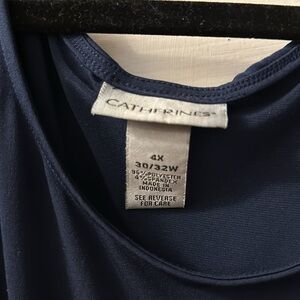 CATHERINES
4X
30/32W
96% POLYESTER
4% SPANDEX
MADE IN
INDONESIA
SEE REVERSE
FOR CARE